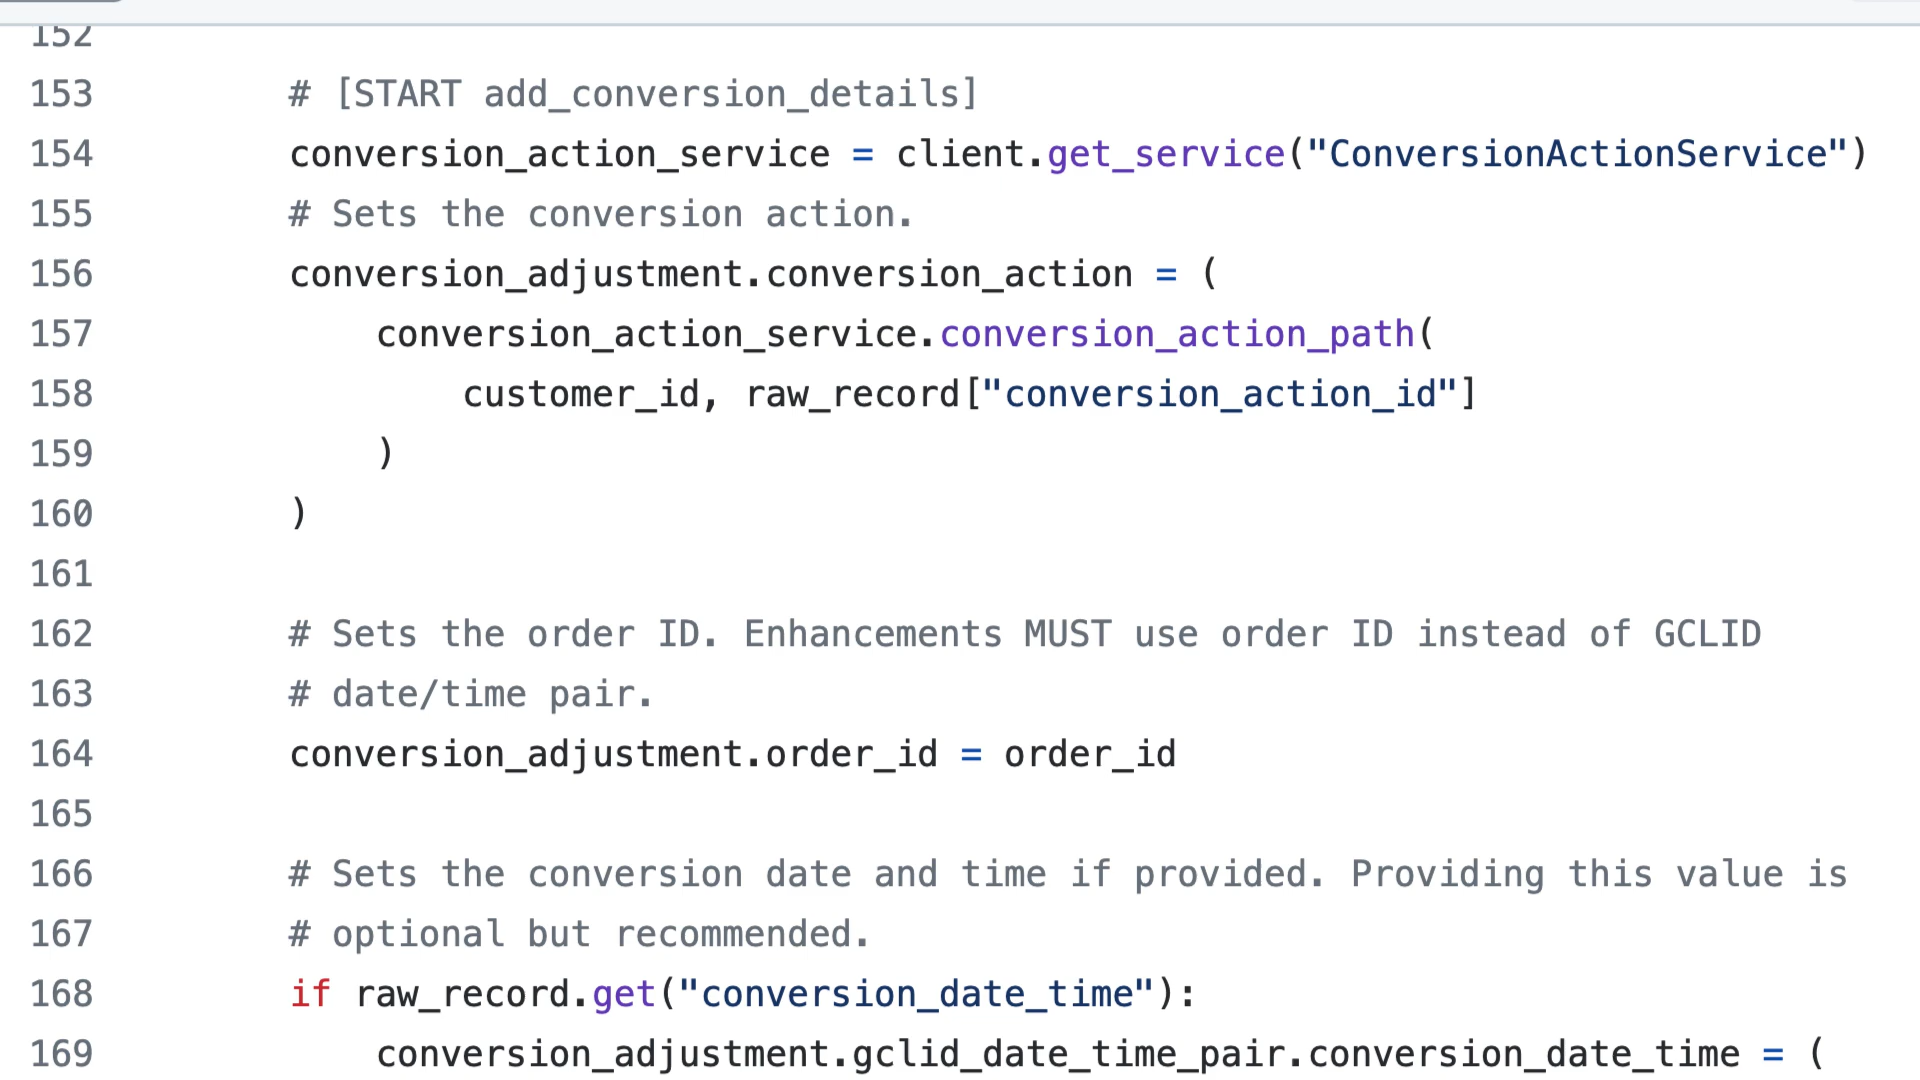 152
153 # [START add_conversion_details]
154 conversion_action_service = client.get_service("ConversionActionService")
155 # Sets the conversion action.
156 conversion_adjustment.conversion_action = (
157 conversion_action_service.conversion_action_path(
158 customer_id, raw_record["conversion_action_id"]
159 )
160 )
161
162 # Sets the order ID. Enhancements MUST use order ID instead of GCLID
163 # date/time pair.
164 conversion_adjustment.order_id = order_id
165
166 # Sets the conversion date and time if provided. Providing this value is
167 # optional but recommended.
168 if raw_record.get("conversion_date_time"):
169 conversion_adjustment.gclid_date_time_pair.conversion_date_time = (